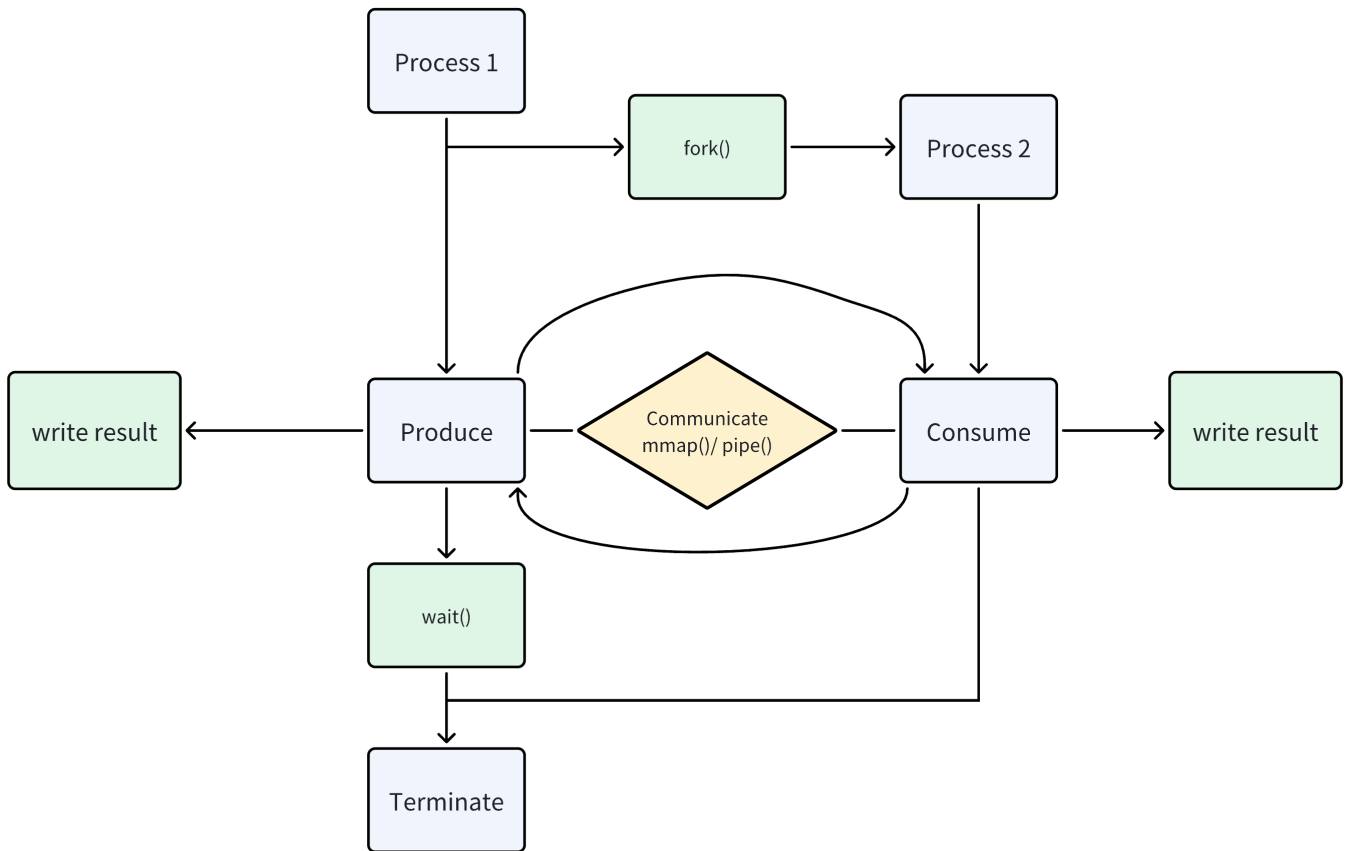 Process 1
fork()
Process 2
write result
Produce
Communicate
mmap()/ pipe()
Consume
write result
wait()
Terminate